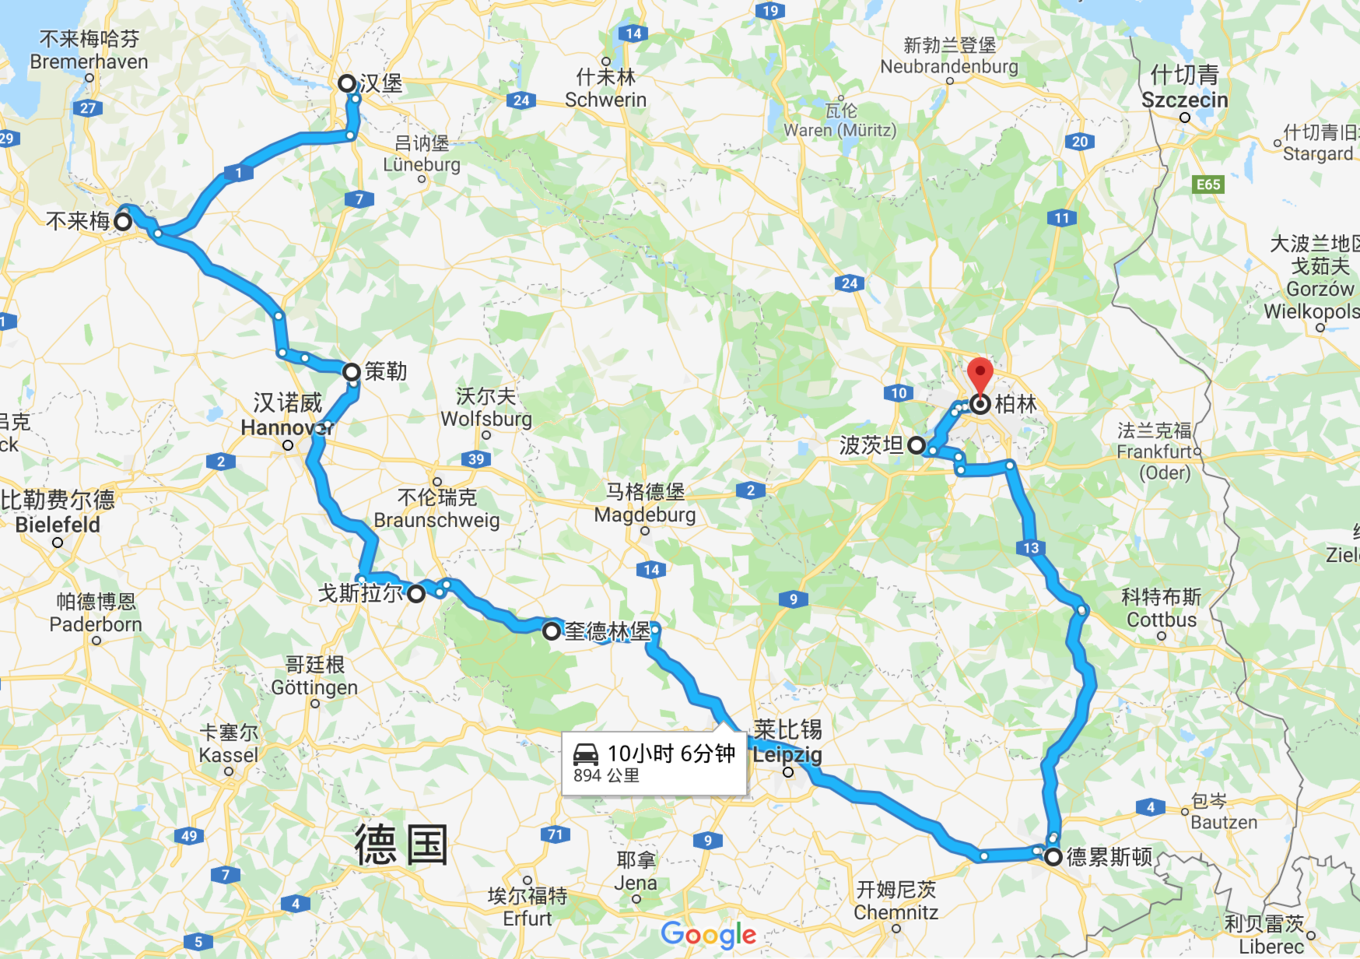 19
14
不来梅哈芬
Bremerhaven
新勃兰登堡
Neubrandenburg
什未林
Schwerin
什切青
Szczecin
汉堡
27
24
瓦伦
Waren (Müritz)
29
吕讷堡
Lüneburg
20
什切青旧
Stargard
1
7
E65
不来梅
11
大波兰地区
戈茹夫
Gorzów
Wielkopols
24
1
策勒
10
柏林
汉诺威
Hannover
沃尔夫
Wolfsburg
吕克
ck
波茨坦
法兰克福
Frankfurt
(Oder)
2
39
不伦瑞克
Braunschweig
马格德堡
Magdeburg
2
比勒费尔德
Bielefeld
13
Ziel
14
戈斯拉尔
9
帕德博恩
Paderborn
奎德林堡
科特布斯
Cottbus
哥廷根
Göttingen
卡塞尔
Kassel
莱比锡
Leipzig
10小时 6分钟
894 公里
4
包岑
Bautzen
49
71
9
德国
德累斯顿
耶拿
Jena
7
埃尔福特
Erfurt
开姆尼茨
Chemnitz
4
5
Google
利贝雷茨
Liberec